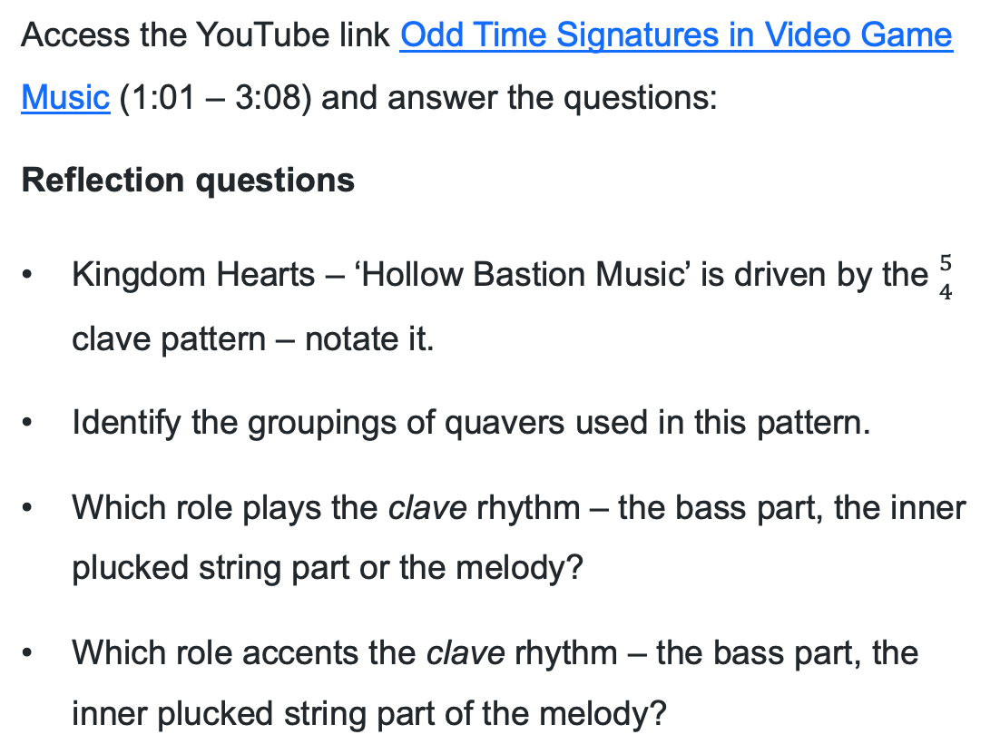 Access the YouTube link Odd Time Signatures in Video Game
Music (1:01 – 3:08) and answer the questions:
Reflection questions
• Kingdom Hearts – ‘Hollow Bastion Music’ is driven by the 5/4
clave pattern – notate it.
• Identify the groupings of quavers used in this pattern.
• Which role plays the clave rhythm – the bass part, the inner
plucked string part or the melody?
• Which role accents the clave rhythm – the bass part, the
inner plucked string part of the melody?